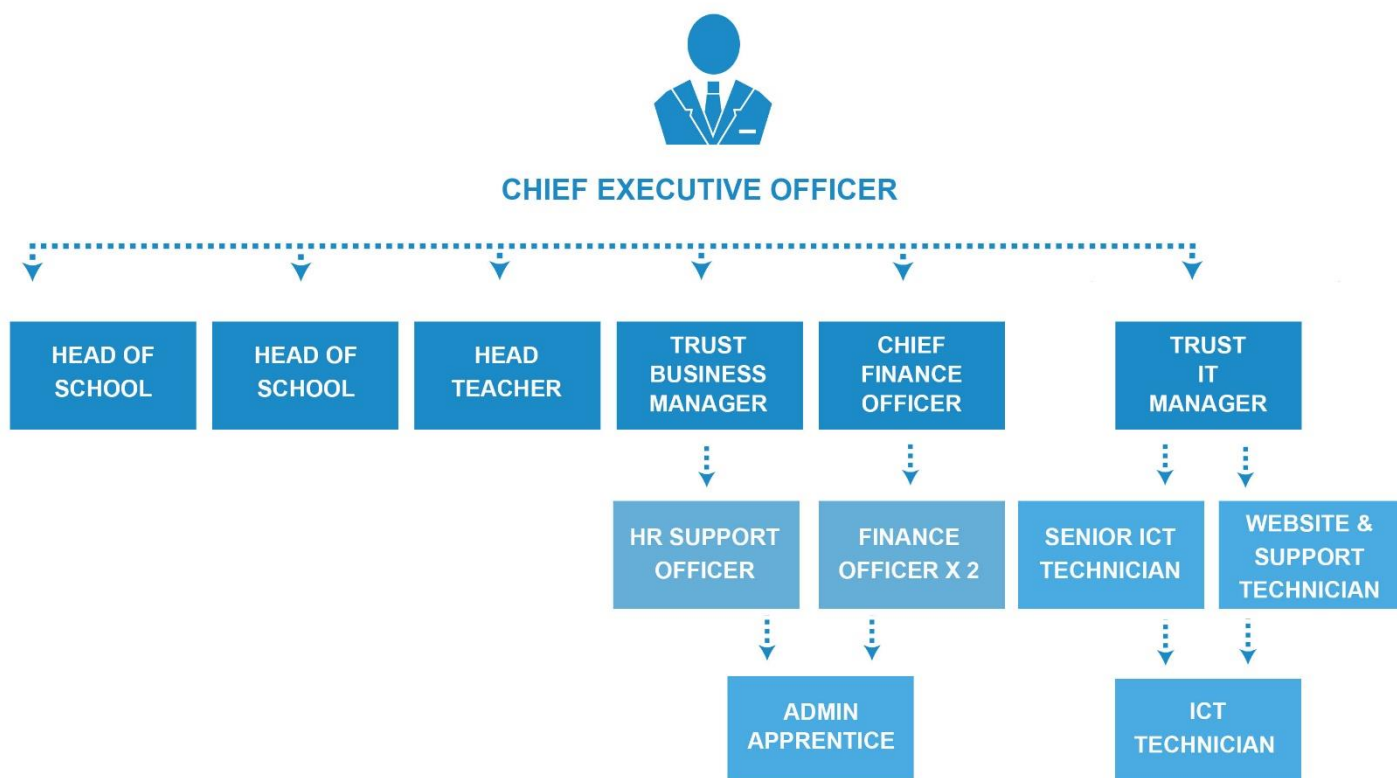 CHIEF EXECUTIVE OFFICER
HEAD OF
SCHOOL
HEAD OF
SCHOOL
HEAD
TEACHER
TRUST
BUSINESS
MANAGER
CHIEF
FINANCE
OFFICER
TRUST
IT
MANAGER
HR SUPPORT
OFFICER
FINANCE
OFFICER X 2
SENIOR ICT
TECHNICIAN
WEBSITE &
SUPPORT
TECHNICIAN
ADMIN
APPRENTICE
ICT
TECHNICIAN